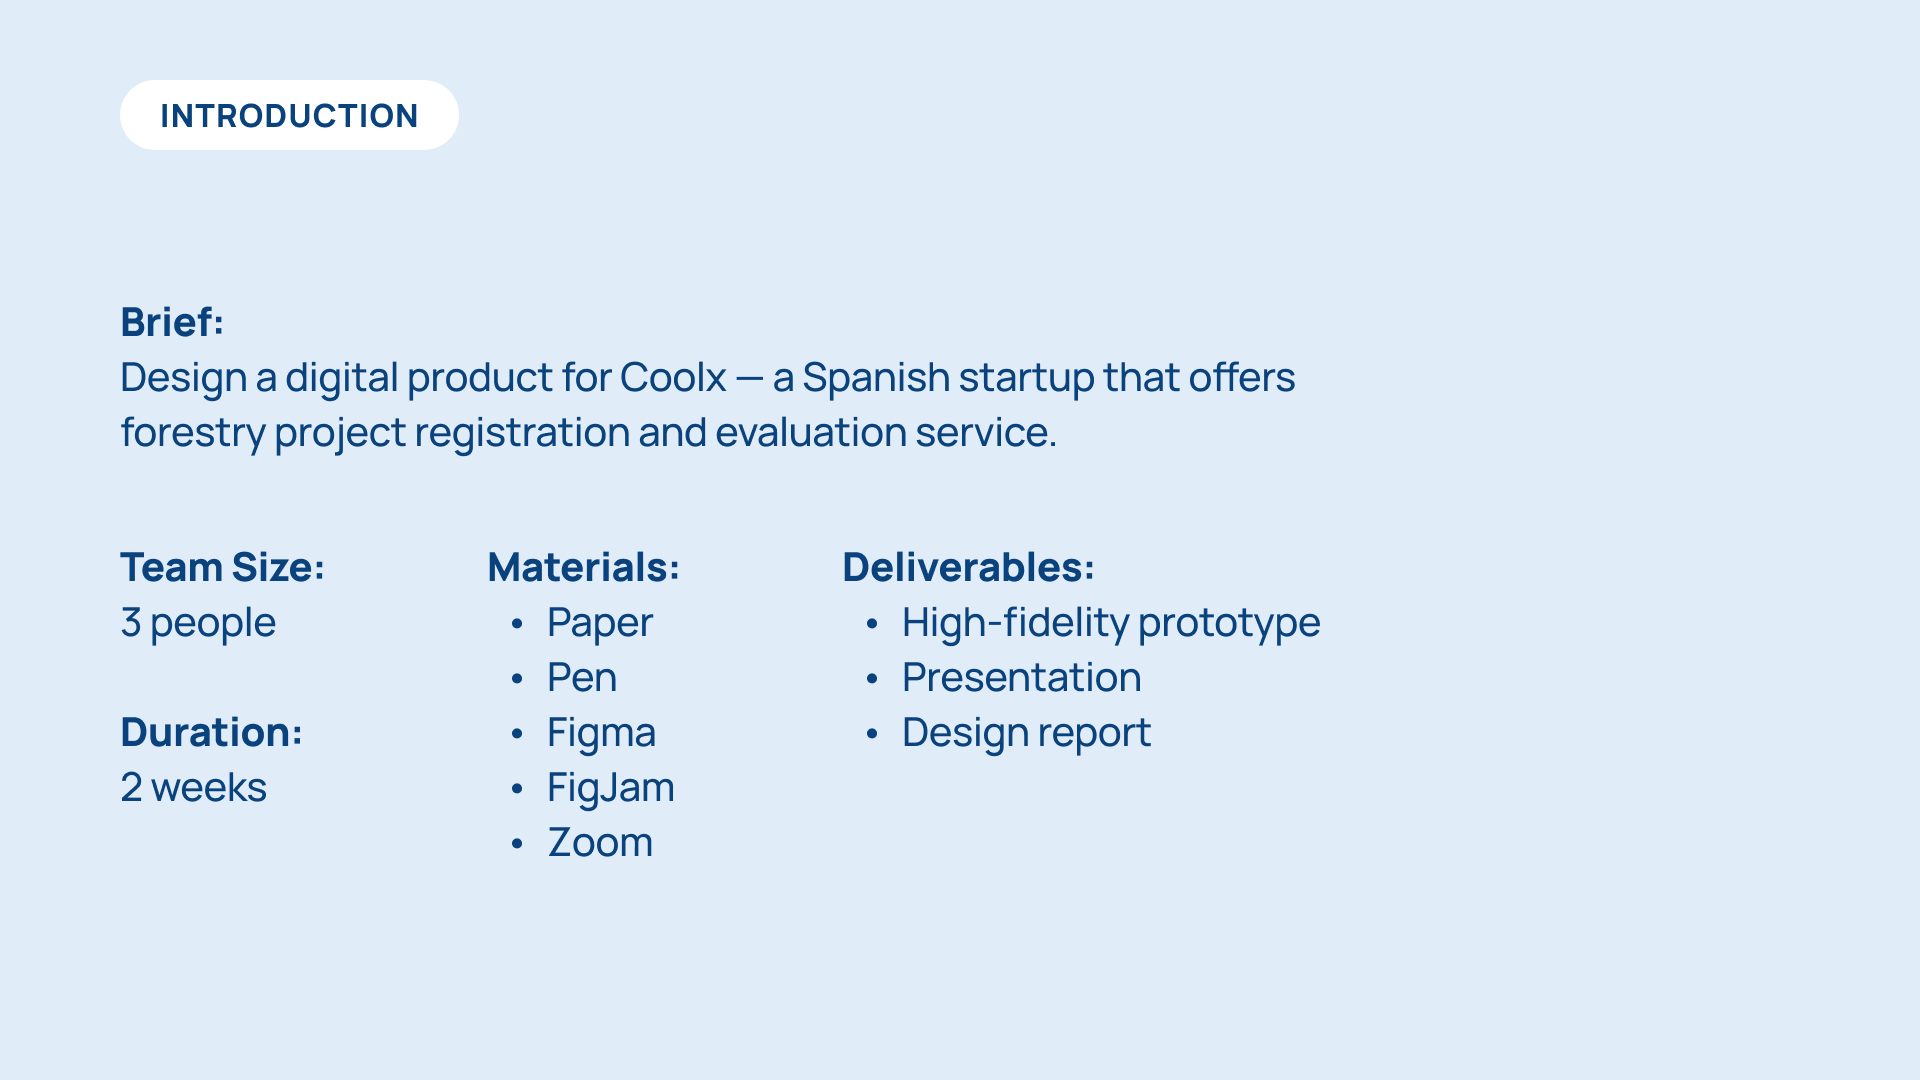 INTRODUCTION
Brief:
Design a digital product for Coolx — a Spanish startup that offers
forestry project registration and evaluation service.
Team Size:
3 people
Duration:
2 weeks
Materials:
• Paper
• Pen
• Figma
• FigJam
• Zoom
Deliverables:
• High-fidelity prototype
• Presentation
• Design report